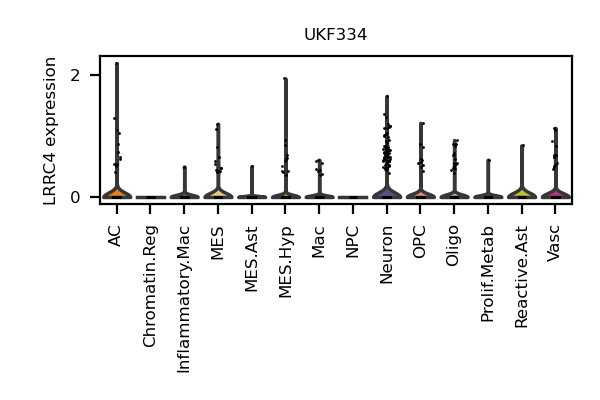 UKF334
LRRC4 expression
2
0
AC
Chromatin.Reg
Inflammatory.Mac
MES
MES.Ast
MES.Hyp
Mac
NPC
Neuron
OPC
Oligo
Prolif.Metab
Reactive.Ast
Vasc